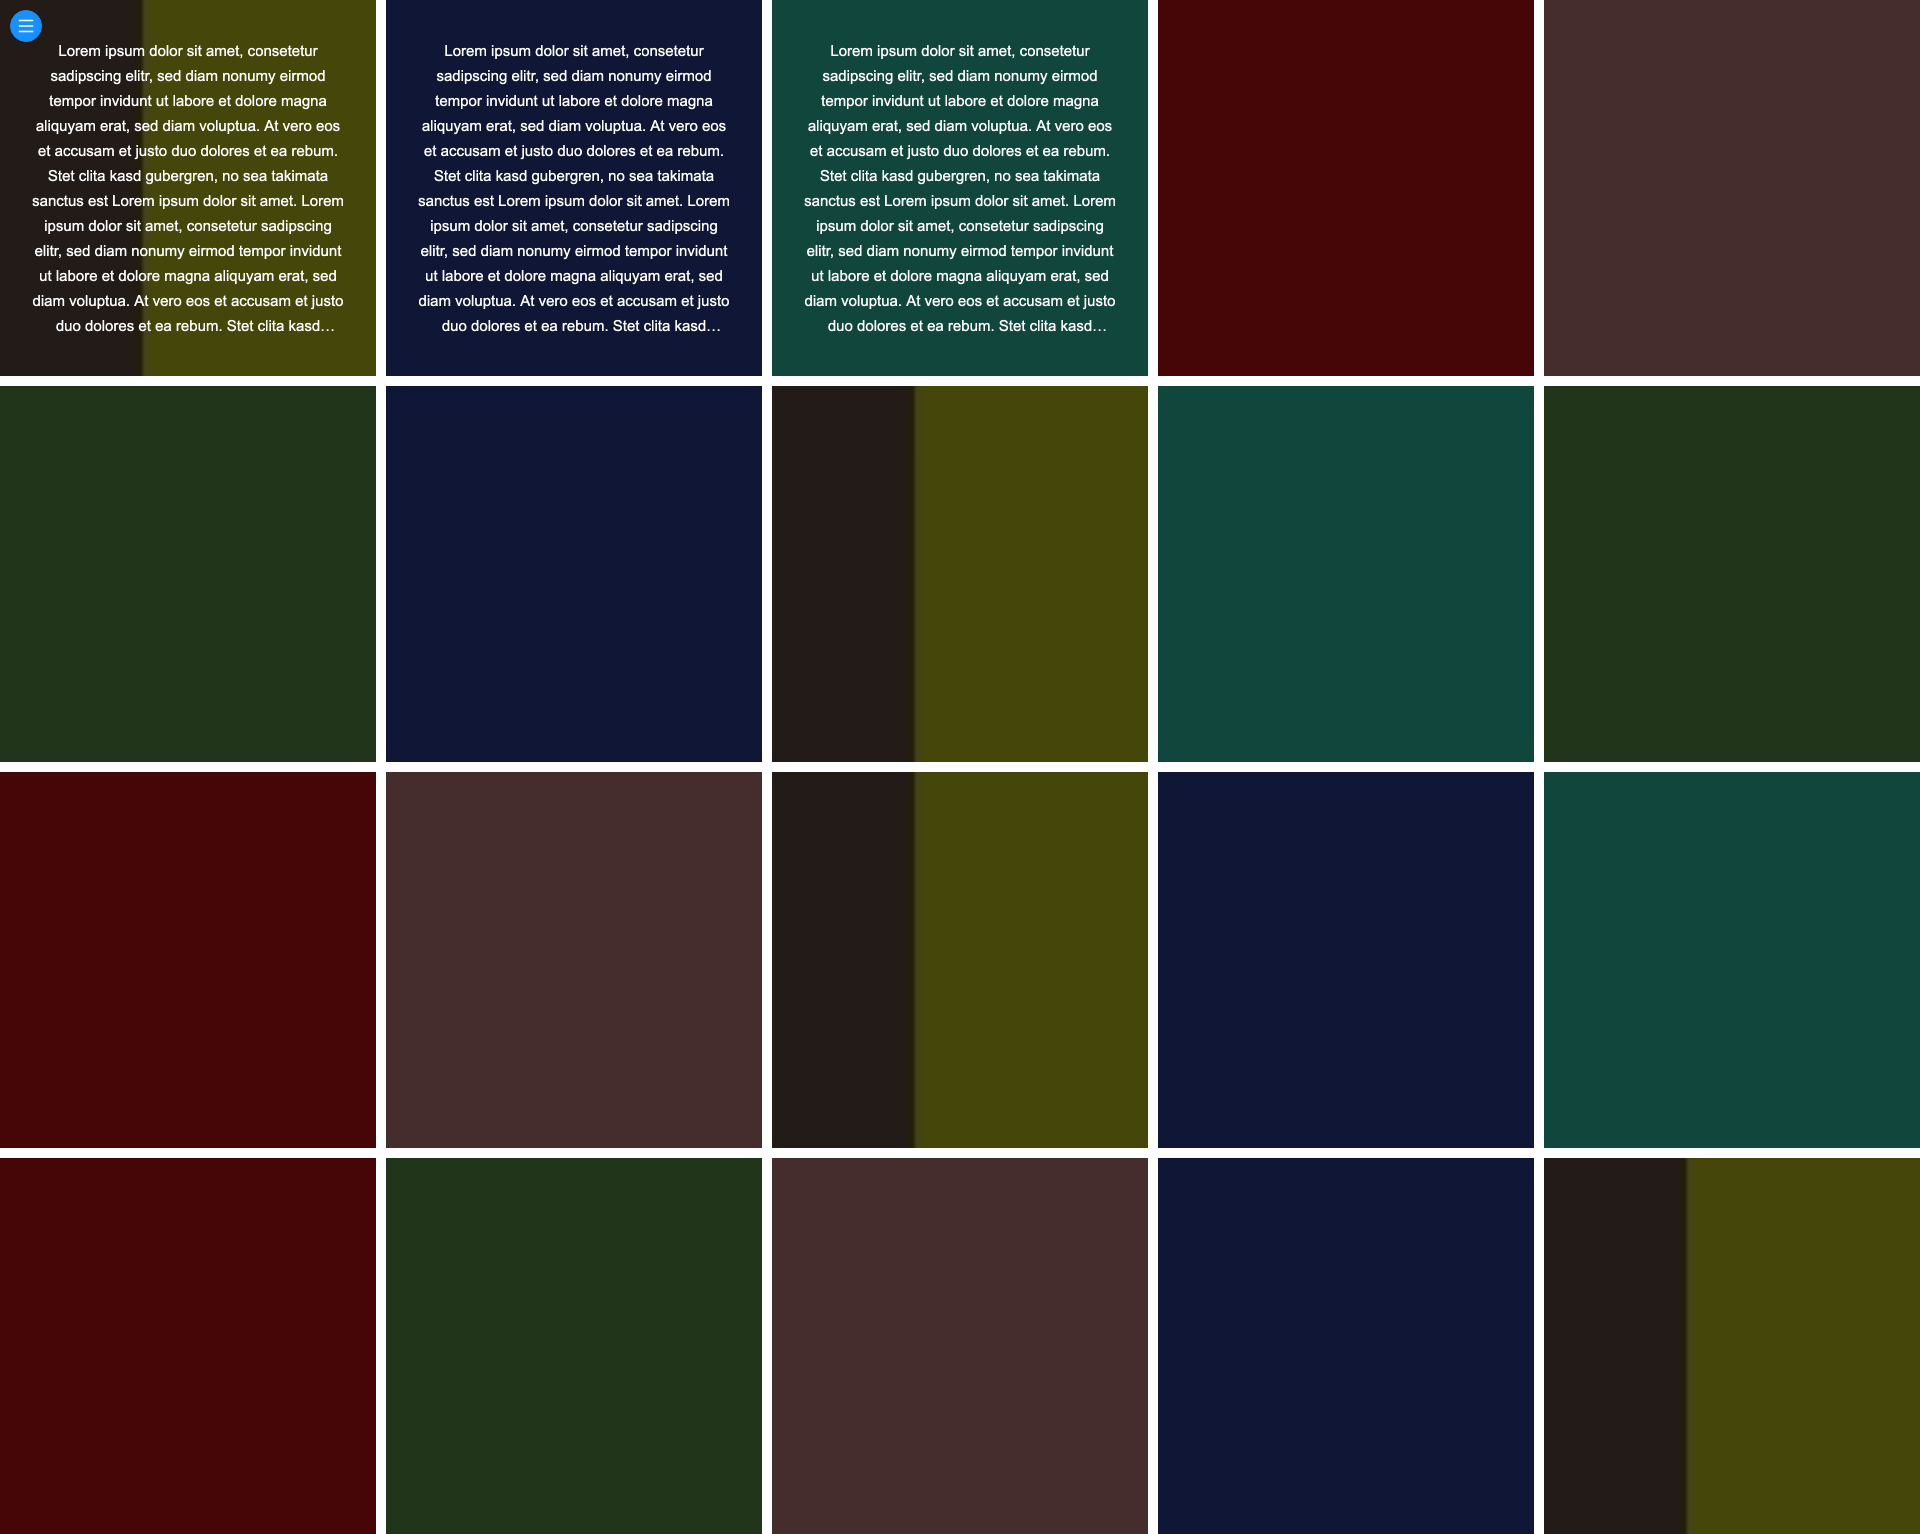 Lorem ipsum dolor sit amet, consetetur
sadipscing elitr, sed diam nonumy eirmod
tempor invidunt ut labore et dolore magna
aliquyam erat, sed diam voluptua. At vero eos
et accusam et justo duo dolores et ea rebum.
Stet clita kasd gubergren, no sea takimata
sanctus est Lorem ipsum dolor sit amet. Lorem
ipsum dolor sit amet, consetetur sadipscing
elitr, sed diam nonumy eirmod tempor invidunt
ut labore et dolore magna aliquyam erat, sed
diam voluptua. At vero eos et accusam et justo
duo dolores et ea rebum. Stet clita kasd…
Lorem ipsum dolor sit amet, consetetur
sadipscing elitr, sed diam nonumy eirmod
tempor invidunt ut labore et dolore magna
aliquyam erat, sed diam voluptua. At vero eos
et accusam et justo duo dolores et ea rebum.
Stet clita kasd gubergren, no sea takimata
sanctus est Lorem ipsum dolor sit amet. Lorem
ipsum dolor sit amet, consetetur sadipscing
elitr, sed diam nonumy eirmod tempor invidunt
ut labore et dolore magna aliquyam erat, sed
diam voluptua. At vero eos et accusam et justo
duo dolores et ea rebum. Stet clita kasd…
Lorem ipsum dolor sit amet, consetetur
sadipscing elitr, sed diam nonumy eirmod
tempor invidunt ut labore et dolore magna
aliquyam erat, sed diam voluptua. At vero eos
et accusam et justo duo dolores et ea rebum.
Stet clita kasd gubergren, no sea takimata
sanctus est Lorem ipsum dolor sit amet. Lorem
ipsum dolor sit amet, consetetur sadipscing
elitr, sed diam nonumy eirmod tempor invidunt
ut labore et dolore magna aliquyam erat, sed
diam voluptua. At vero eos et accusam et justo
duo dolores et ea rebum. Stet clita kasd…